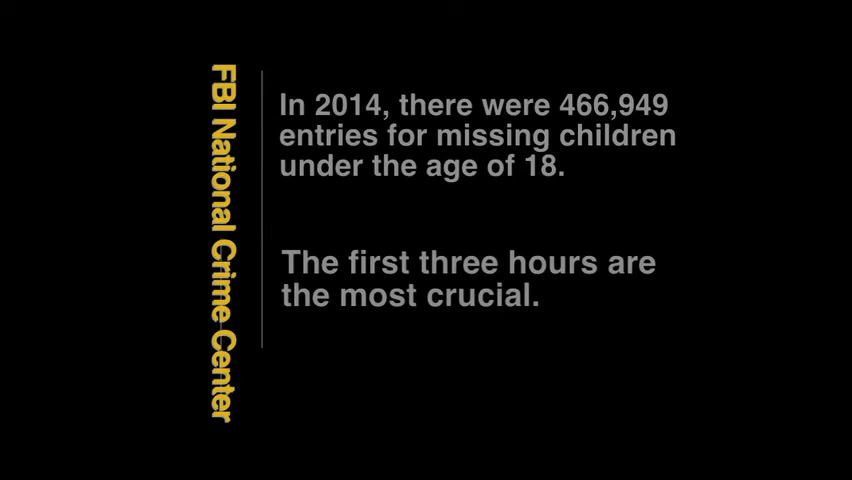 FBI National Crime Center
In 2014, there were 466,949
entries for missing children
under the age of 18.
The first three hours are
the most crucial.